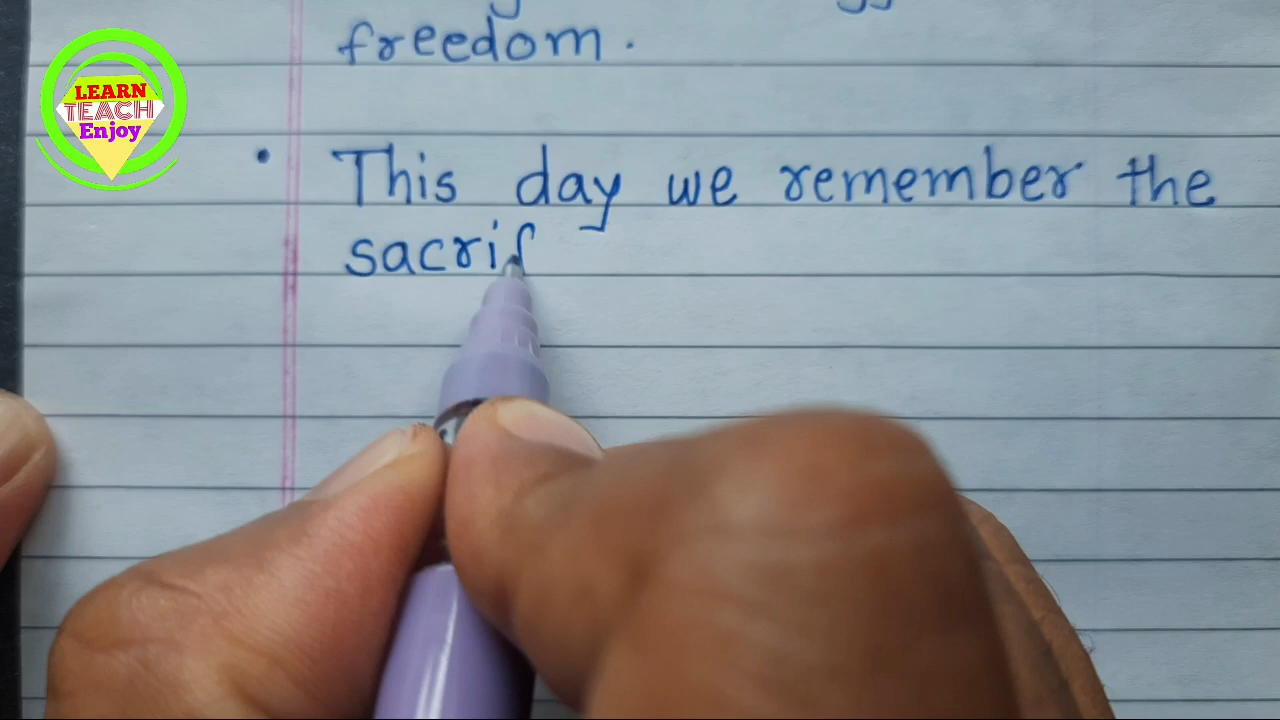 LEARN
TEACH
Enjoy
freedom.
• This day we remember the
sacrif